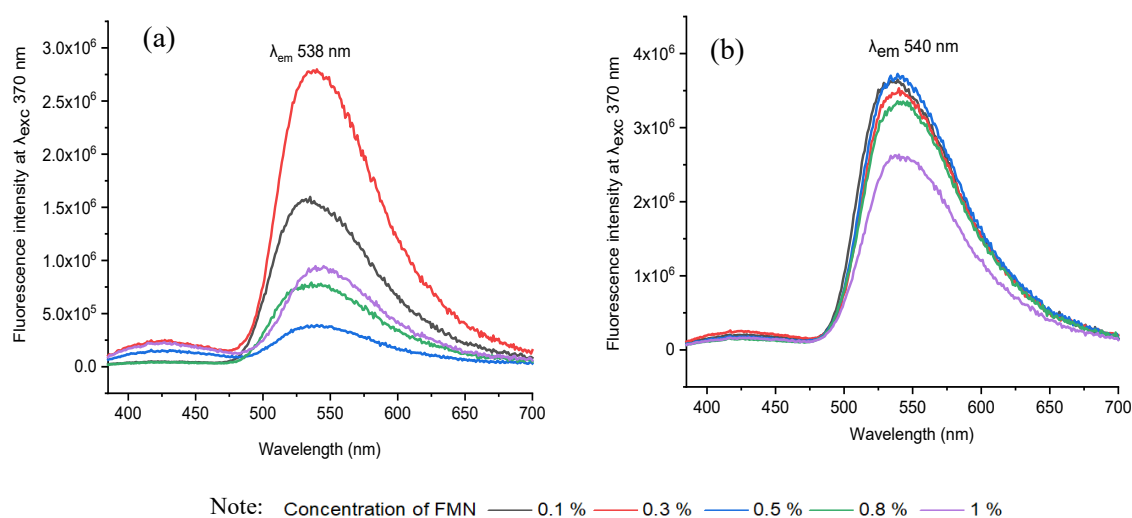 (a)
λem 538 nm
3.0x10⁶
2.5x10⁶
2.0x10⁶
1.5x10⁶
1.0x10⁶
5.0x10⁵
0.0
Fluorescence intensity at λexc 370 nm
400 450 500 550 600 650 700
Wavelength (nm)
(b)
λem 540 nm
4x10⁶
3x10⁶
2x10⁶
1x10⁶
0
Fluorescence intensity at λexc 370 nm
400 450 500 550 600 650 700
Wavelength (nm)
Note: Concentration of FMN 0.1 % 0.3 % 0.5 % 0.8 % 1 %